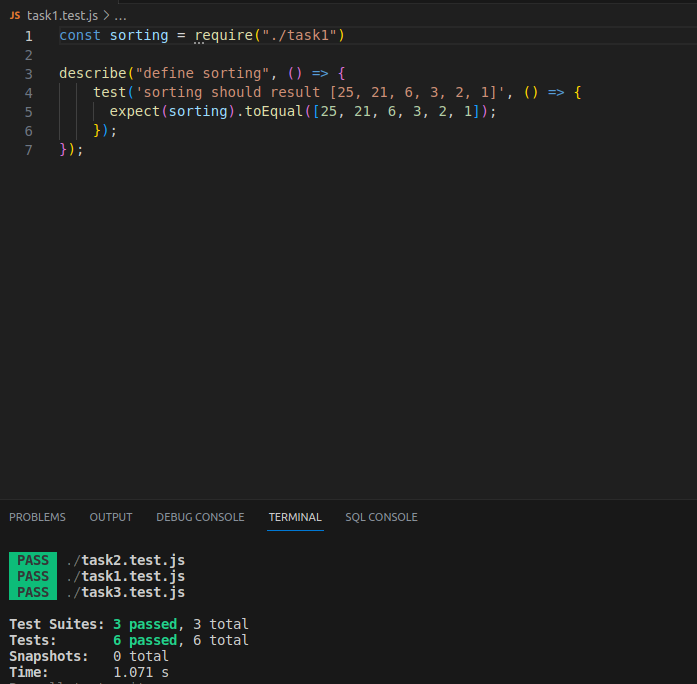 JS task1.test.js > ...
1 const sorting = require("./task1")
2
3 describe("define sorting", () => {
4 test('sorting should result [25, 21, 6, 3, 2, 1]', () => {
5 expect(sorting).toEqual([25, 21, 6, 3, 2, 1]);
6 });
7 });
PROBLEMS OUTPUT DEBUG CONSOLE TERMINAL SQL CONSOLE
PASS ./task2.test.js
PASS ./task1.test.js
PASS ./task3.test.js
Test Suites: 3 passed, 3 total
Tests: 6 passed, 6 total
Snapshots: 0 total
Time: 1.071 s